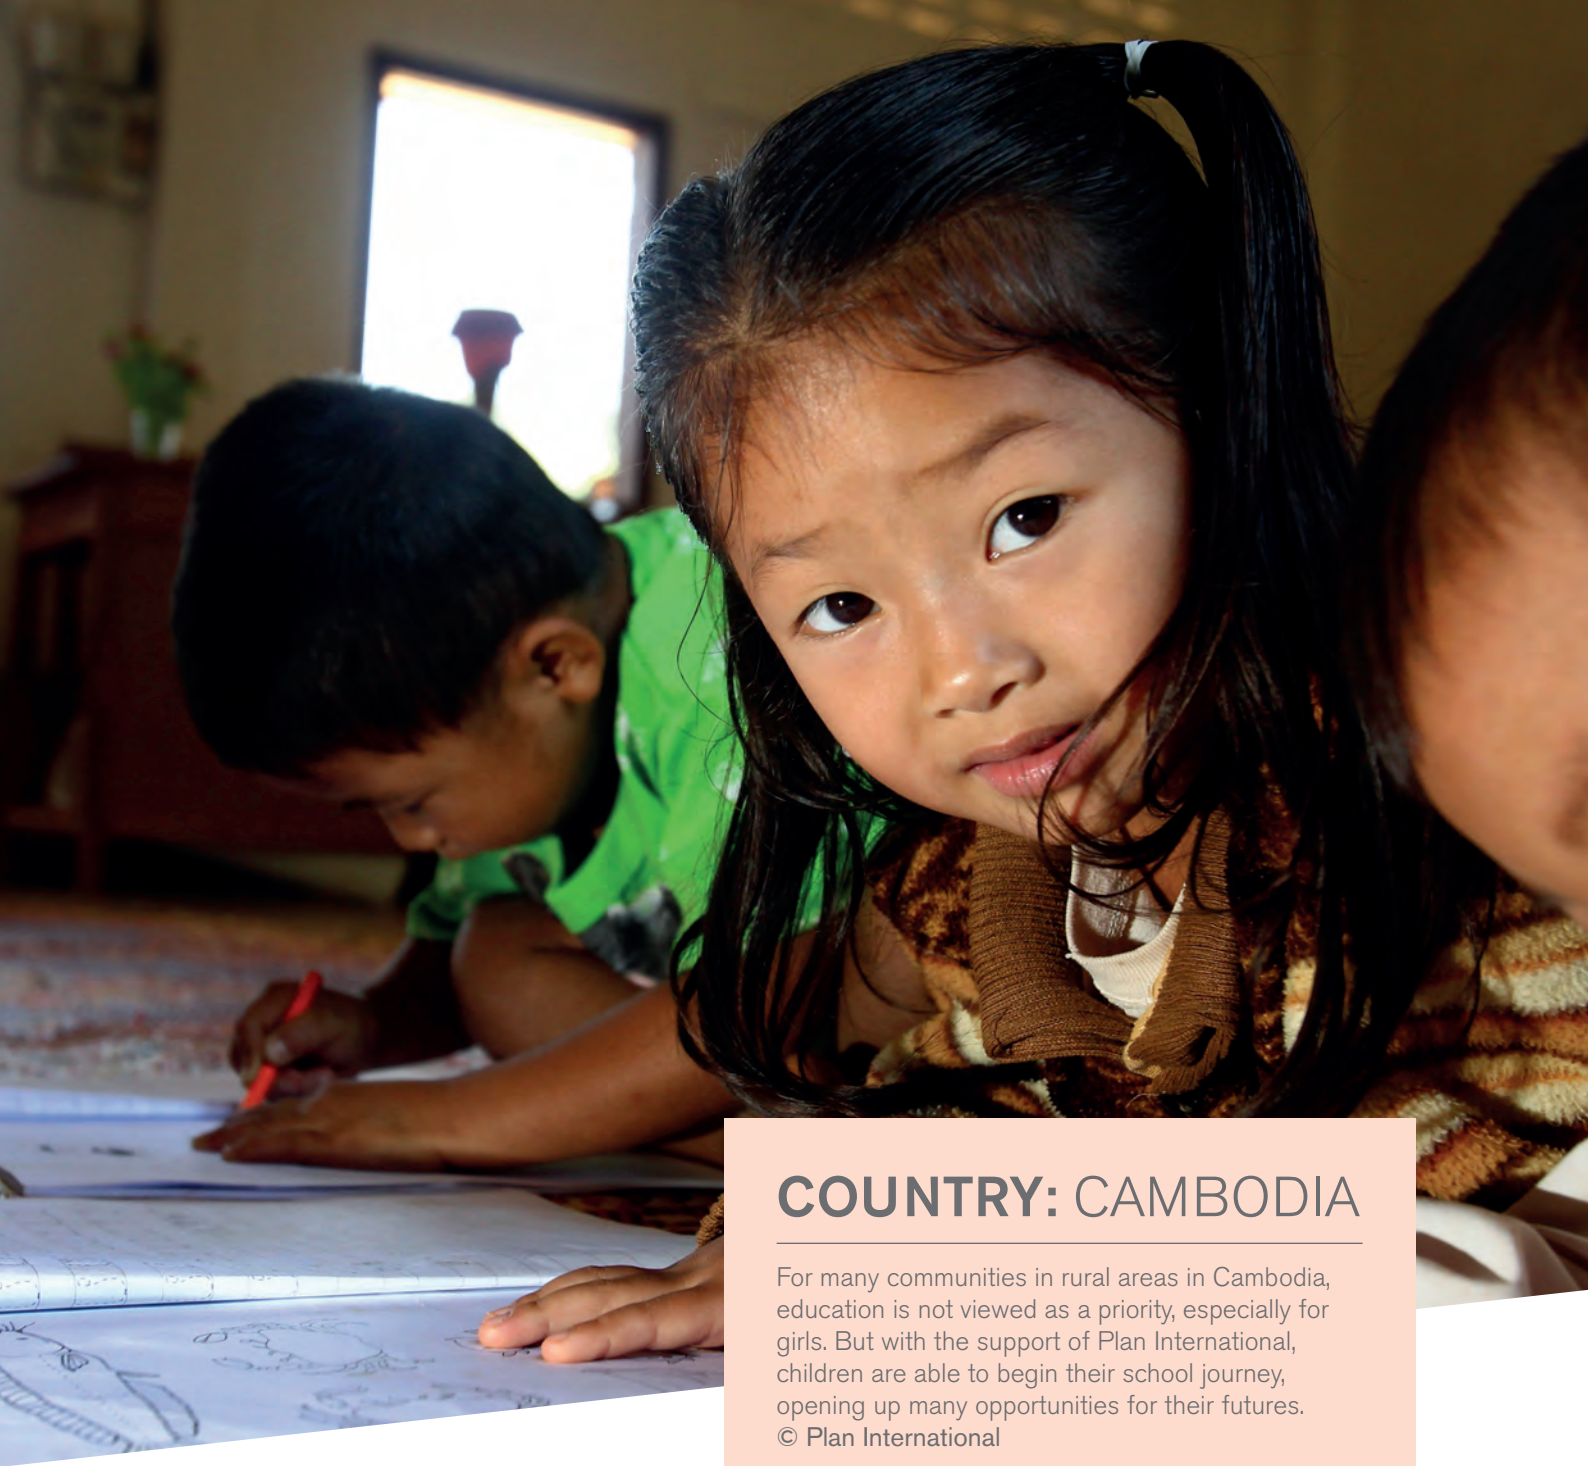 COUNTRY: CAMBODIA
For many communities in rural areas in Cambodia,
education is not viewed as a priority, especially for
girls. But with the support of Plan International,
children are able to begin their school journey,
opening up many opportunities for their futures.
© Plan International